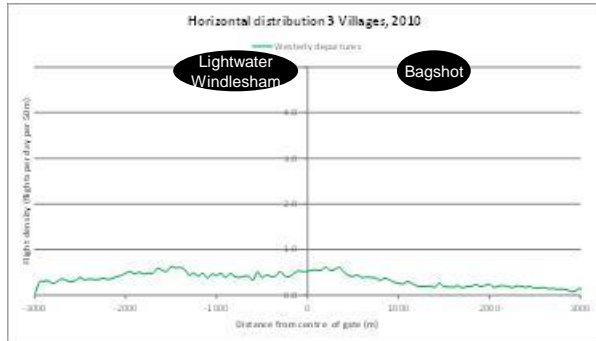 Horizontal distribution 3 Villages, 2010
Westerly departures
Lightwater
Windlesham
Bagshot
Flight density (flights per day per 50m)
4.0
3.0
2.0
1.0
0.0
-3000
-2000
-1000
0
1000
2000
3000
Distance from centre of gate (m)